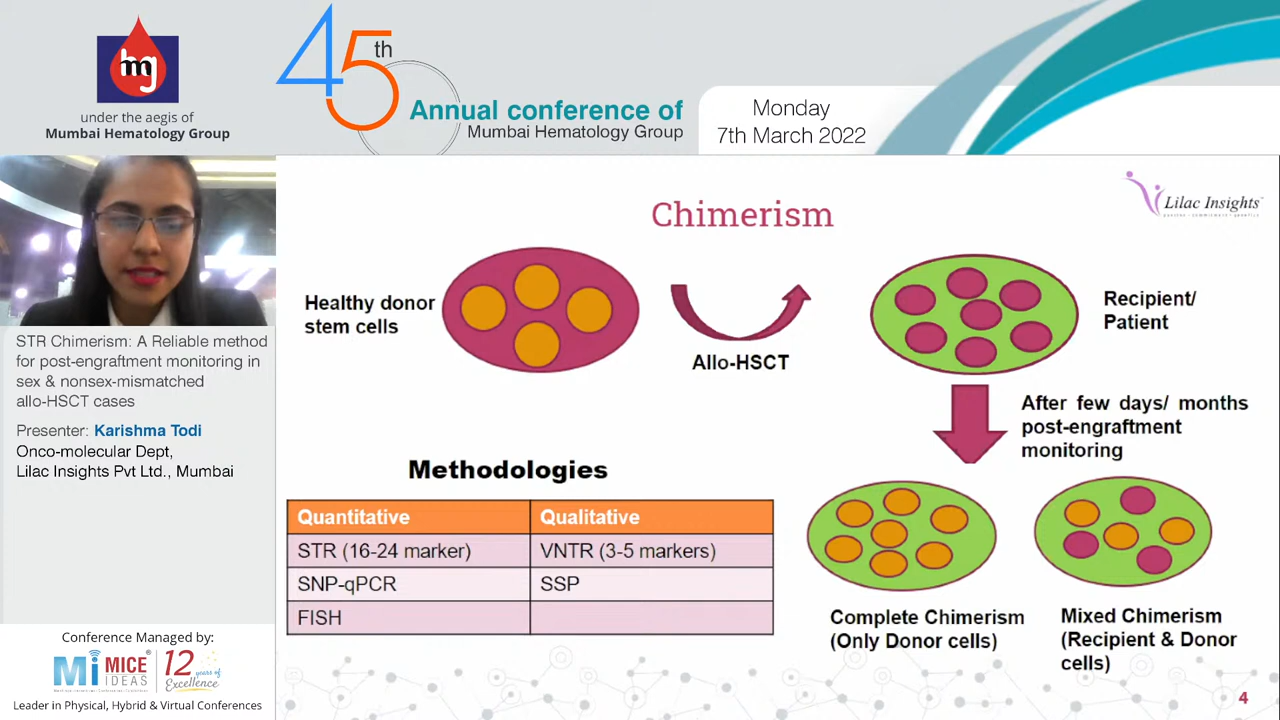 hmg
under the aegis of
Mumbai Hematology Group
45th
Annual conference of
Mumbai Hematology Group
Monday
7th March 2022
STR Chimerism: A Reliable method
for post-engraftment monitoring in
sex & nonsex-mismatched
allo-HSCT cases
Presenter: Karishma Todi
Onco-molecular Dept,
Lilac Insights Pvt Ltd., Mumbai
Conference Managed by:
Mi MICE IDEAS
12 years of Excellence
Leader in Physical, Hybrid & Virtual Conferences
Lilac Insights
Chimerism
Healthy donor
stem cells
Allo-HSCT
Recipient/
Patient
After few days/ months
post-engraftment
monitoring
Methodologies
Quantitative Qualitative
STR (16-24 marker) VNTR (3-5 markers)
SNP-qPCR SSP
FISH
Complete Chimerism
(Only Donor cells)
Mixed Chimerism
(Recipient & Donor
cells)
4